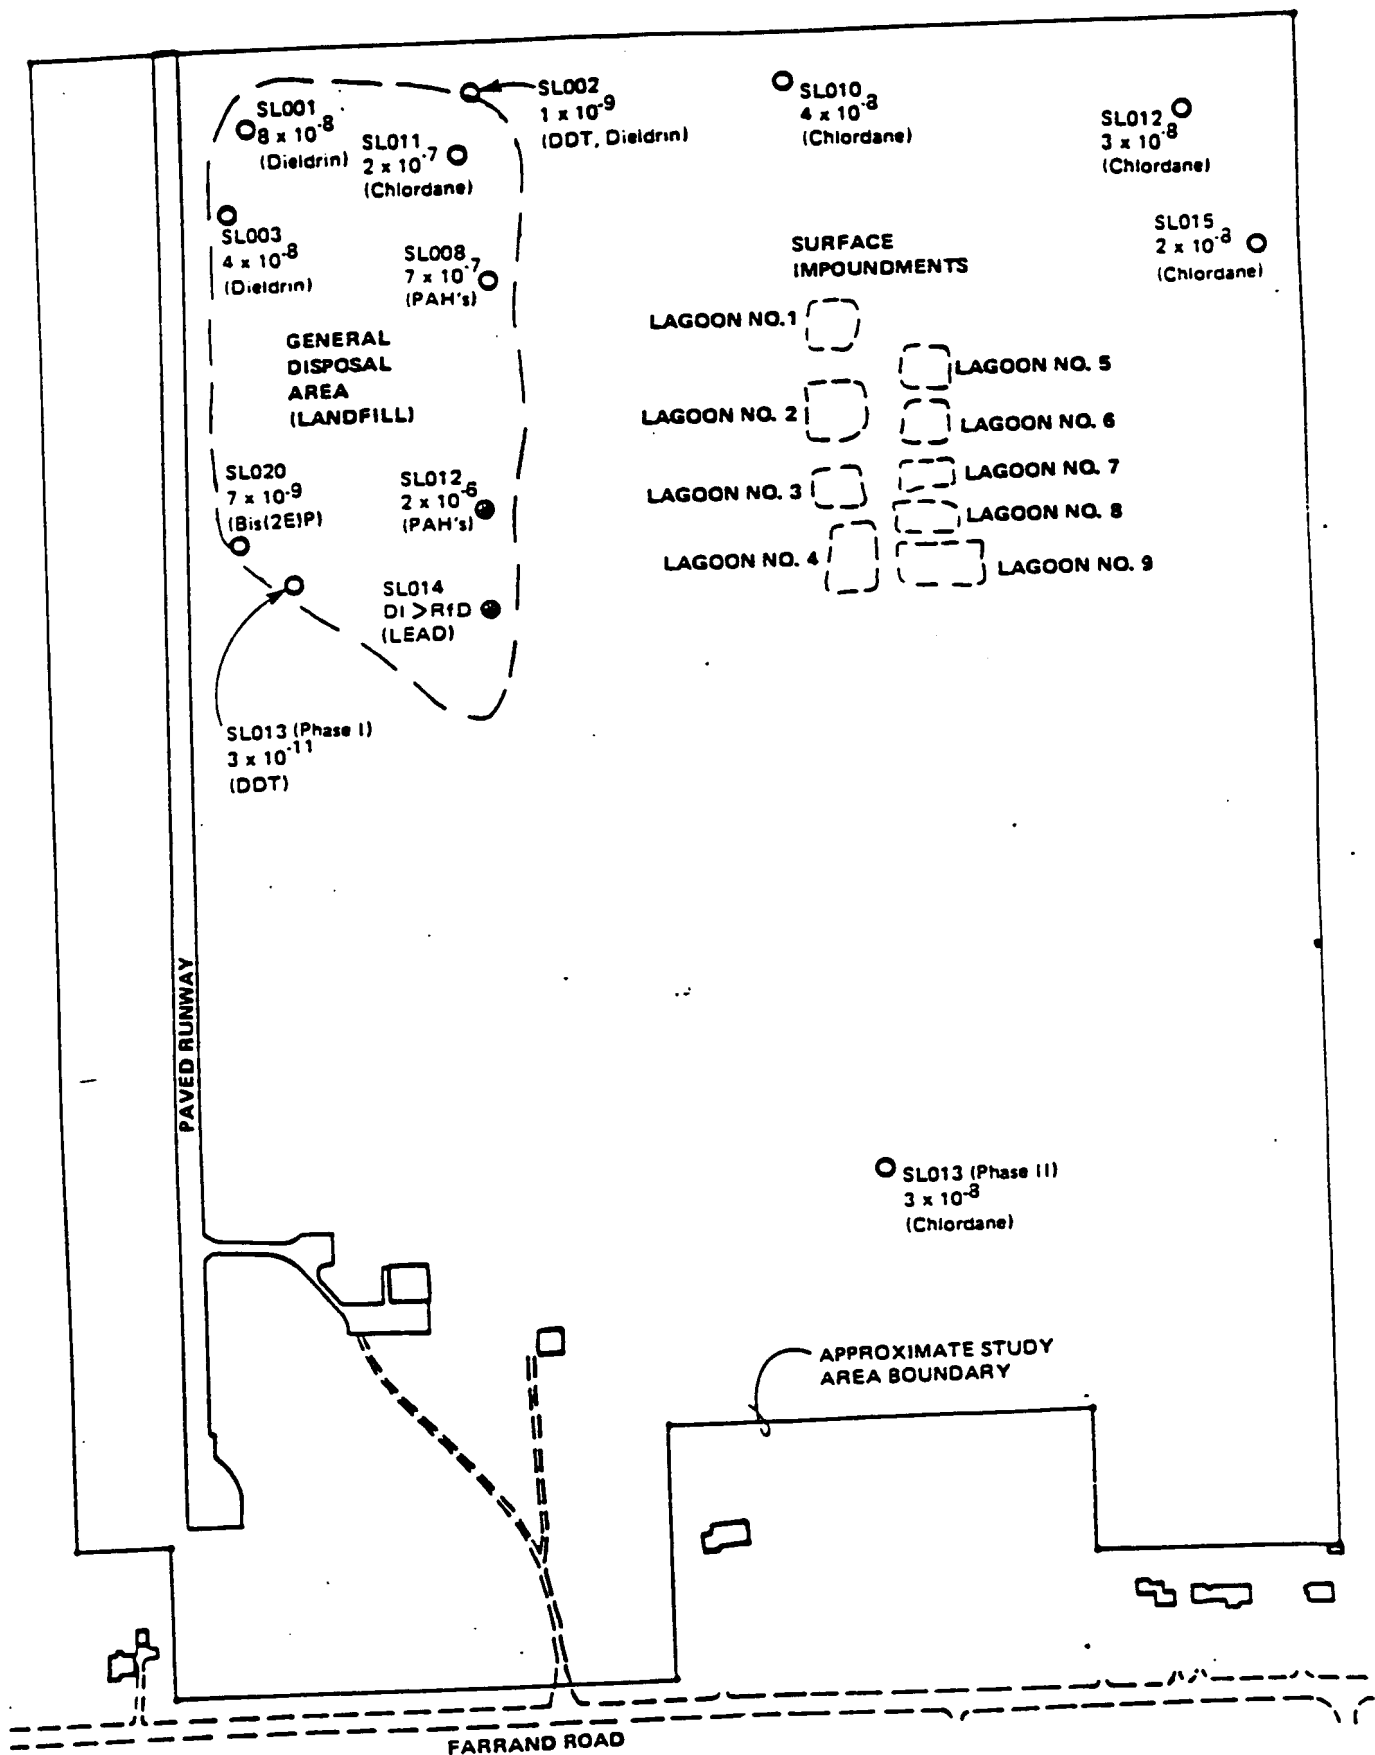 SL001
8 x 10-8
(Dieldrin)
SL002
1 x 10-9
(DDT, Dieldrin)
SL011
2 x 10-7
(Chlordane)
SL010
4 x 10-8
(Chlordane)
SL012
3 x 10-8
(Chlordane)
SL003
4 x 10-8
(Dieldrin)
SL008
7 x 10-7
(PAH's)
SL015
2 x 10-8
(Chlordane)
SURFACE
IMPOUNDMENTS
GENERAL
DISPOSAL
AREA
(LANDFILL)
LAGOON NO.1
LAGOON NO. 5
LAGOON NO. 2
LAGOON NO. 6
LAGOON NO. 3
LAGOON NO. 7
LAGOON NO. 8
LAGOON NO. 4
LAGOON NO. 9
SL020
7 x 10-9
(Bis(2E)P)
SL012
2 x 10-6
(PAH's)
SL014
DI >RfD
(LEAD)
SL013 (Phase I)
3 x 10-11
(DDT)
PAVED RUNWAY
SL013 (Phase II)
3 x 10-8
(Chlordane)
APPROXIMATE STUDY
AREA BOUNDARY
FARRAND ROAD